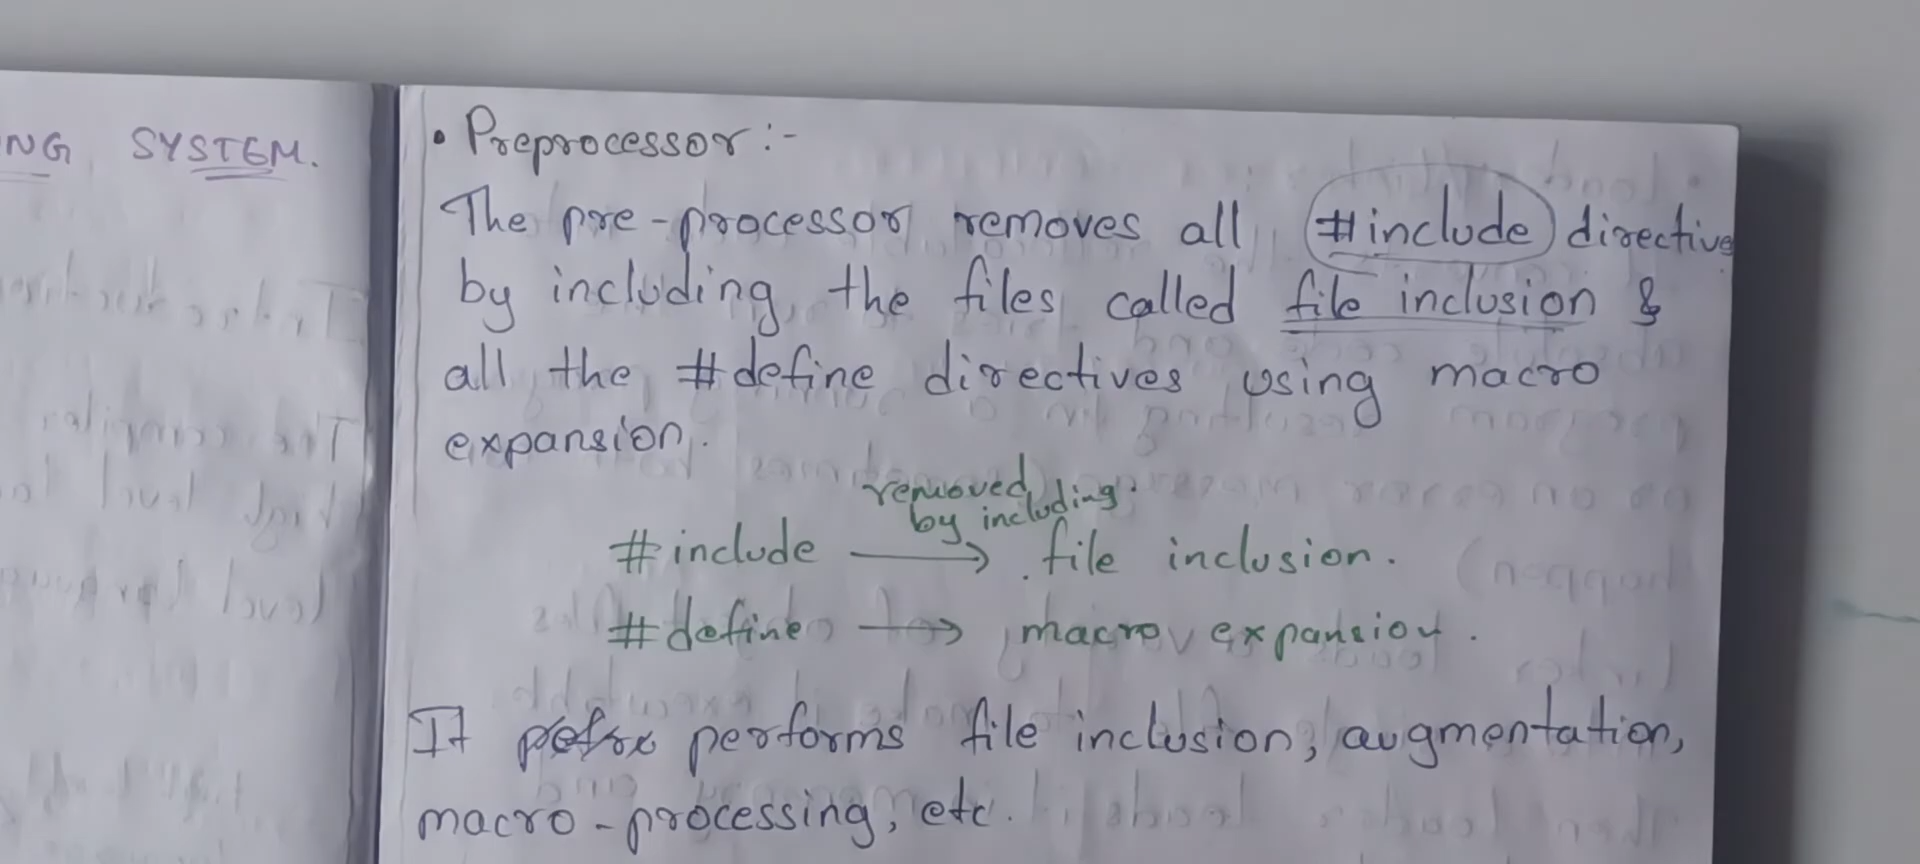 NG SYSTEM.
• Preprocessor :-
The pre-processor removes all #include directive
by including the files called file inclusion &
all the #define directives using macro
expansion.
removed
by including.
#include → file inclusion.
#define → macro expansion.
It performs file inclusion, augmentation,
macro-processing, etc.